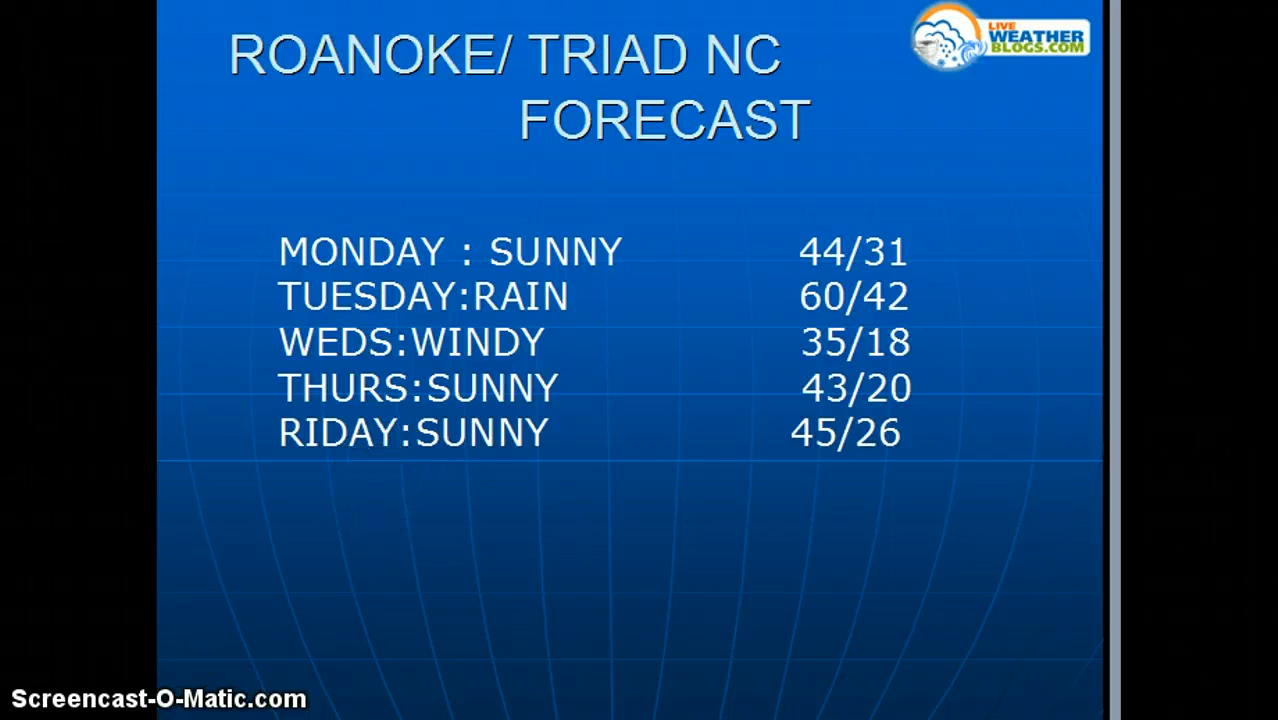 ROANOKE/ TRIAD NC
FORECAST
LIVE
WEATHER
BLOGS.COM
MONDAY : SUNNY 44/31
TUESDAY:RAIN 60/42
WEDS:WINDY 35/18
THURS:SUNNY 43/20
RIDAY:SUNNY 45/26
Screencast-O-Matic.com